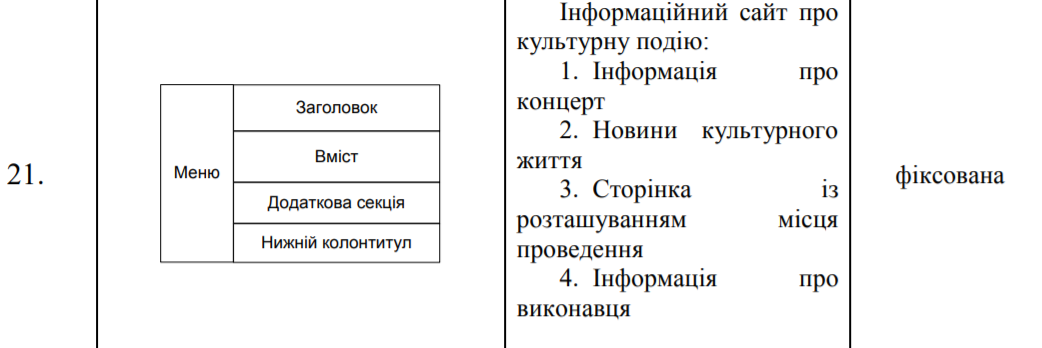 21.
Меню
Заголовок
Вміст
Додаткова секція
Нижній колонтитул
Інформаційний сайт про
культурну подію:
1. Інформація про
концерт
2. Новини культурного
життя
3. Сторінка із
розташуванням місця
проведення
4. Інформація про
виконавця
фіксована